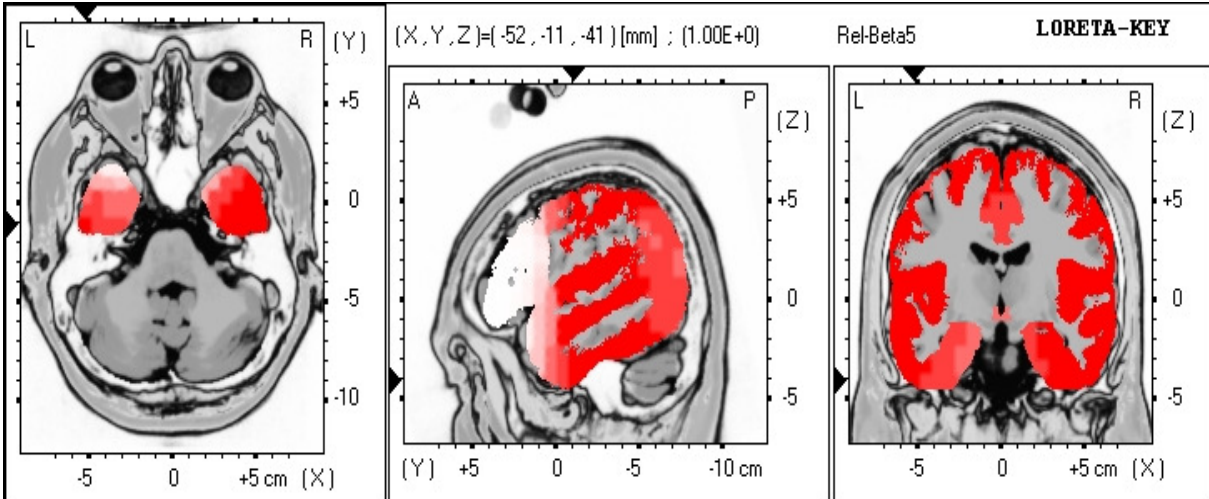 L R (Y)
+5
0
-5
-10
-5 0 +5 cm (X)
(X,Y,Z)=( -52 , -11 , -41 ) [mm] ; (1.00E+0) Rel-Beta5 LORETA-KEY
A P (Z)
+5
0
-5
(Y) +5 0 -5 -10 cm
L R (Z)
+5
0
-5
-5 0 +5 cm (X)